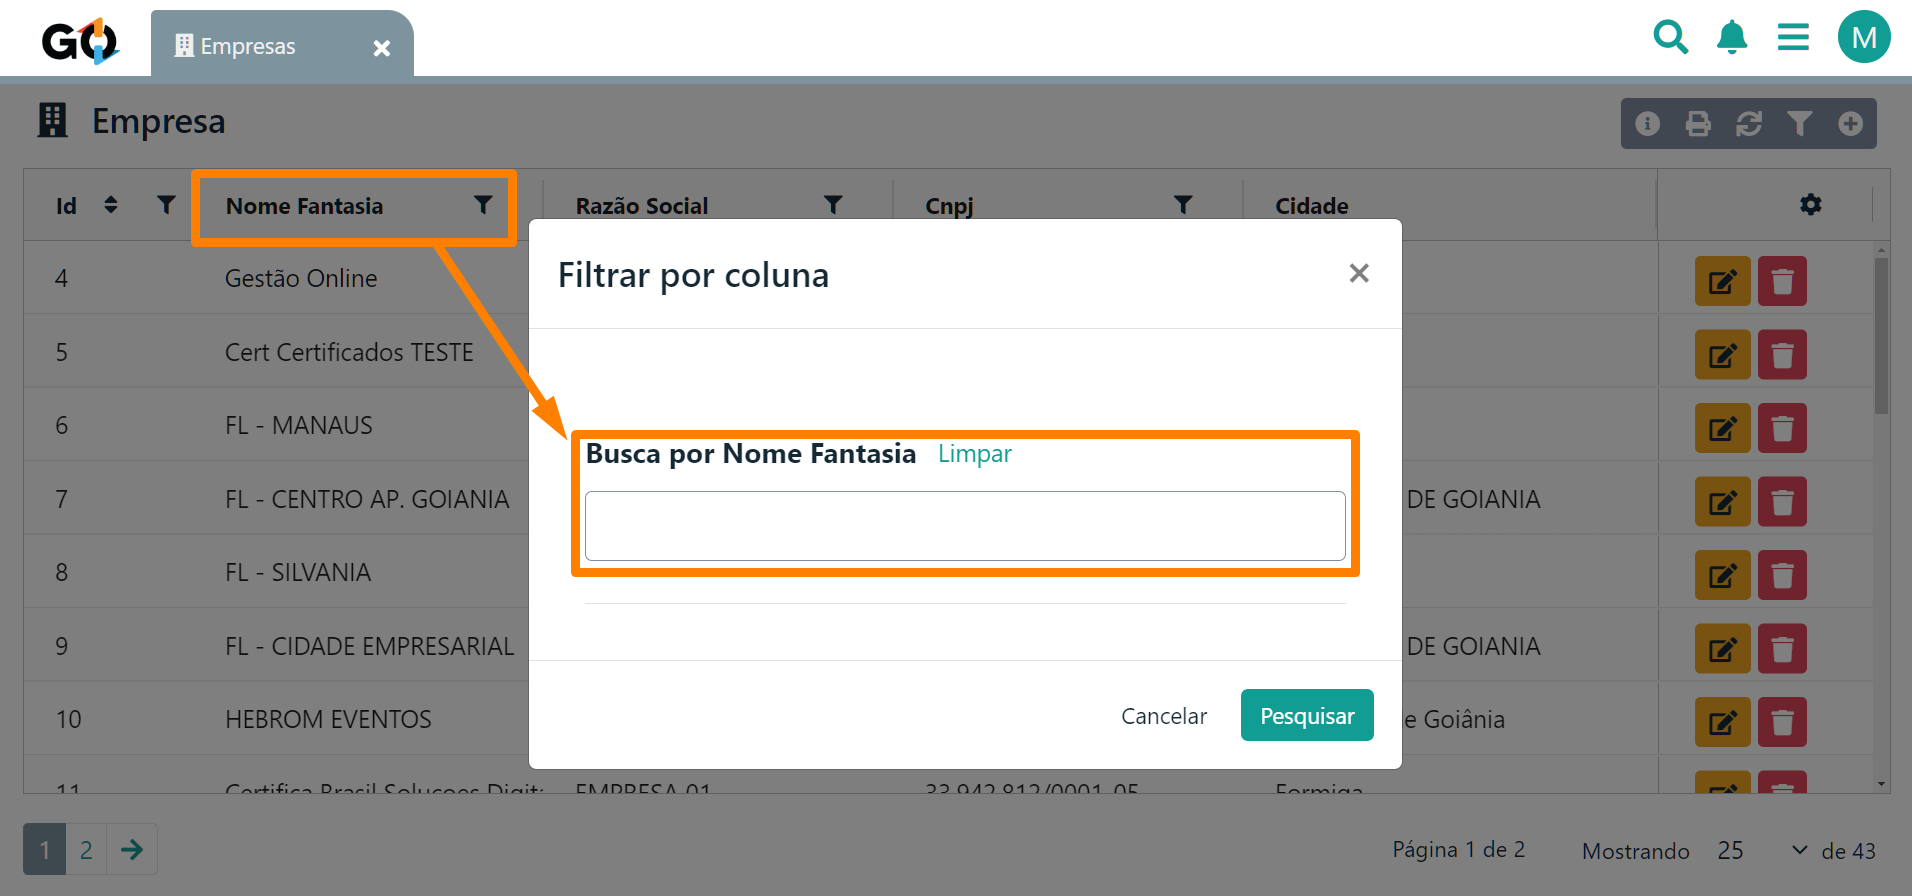 GO
Empresas
M
Empresa
Id Nome Fantasia Razão Social Cnpj Cidade
Filtrar por coluna
4 Gestão Online
5 Cert Certificados TESTE
6 FL - MANAUS
Busca por Nome Fantasia Limpar
7 FL - CENTRO AP. GOIANIA DE GOIANIA
8 FL - SILVANIA
9 FL - CIDADE EMPRESARIAL DE GOIANIA
10 HEBROM EVENTOS e Goiânia
Cancelar Pesquisar
11 Certifica Brasil Solucoes Digit EMPRESA 01 33.942.812/0001-05 Formiga
1 2 Página 1 de 2 Mostrando 25 de 43